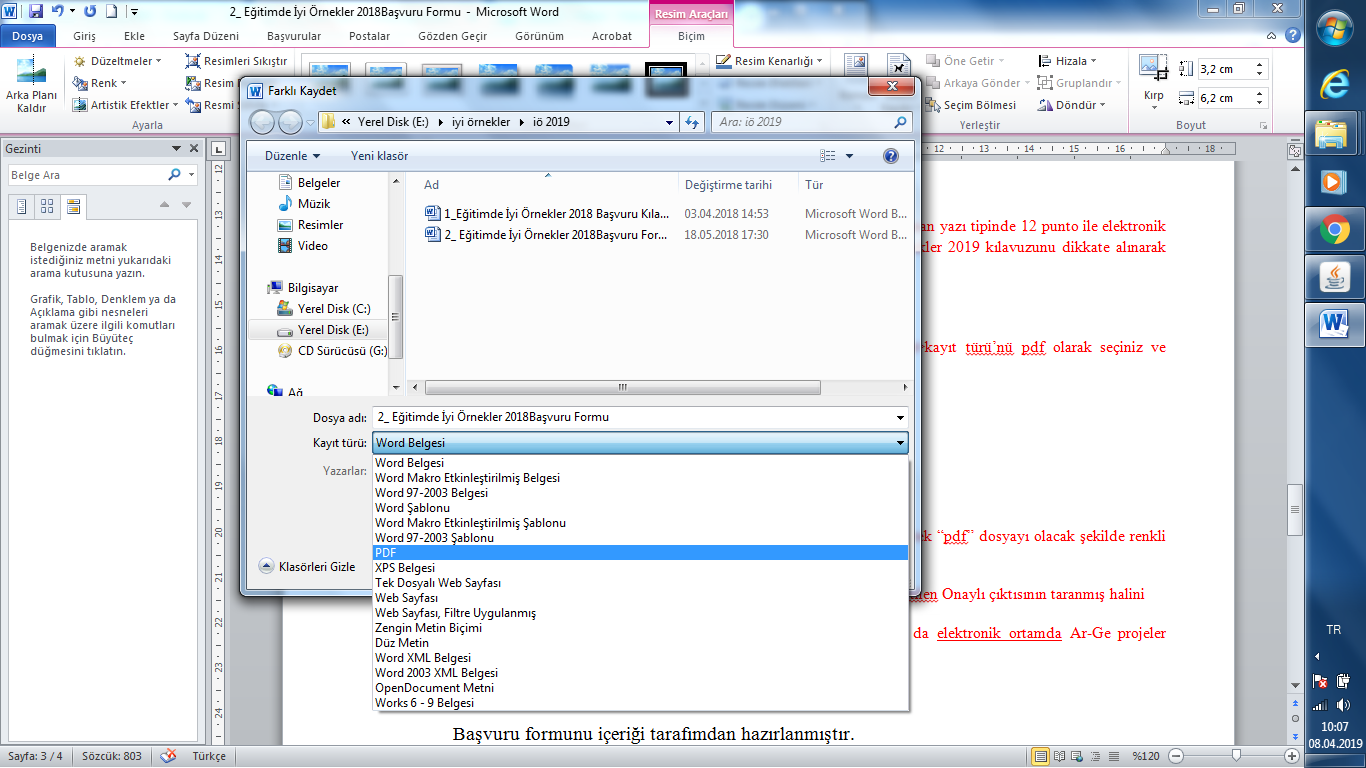 2_ Eğitimde İyi Örnekler 2018Başvuru Formu - Microsoft Word
Resim Araçları
Dosya Giriş Ekle Sayfa Düzeni Başvurular Postalar Gözden Geçir Görünüm Acrobat Biçim
Arka Planı Kaldır
Düzeltmeler
Renk
Artistik Efektler
Resimleri Sıkıştır
Resim
Resmi
Ayarla
Resim Kenarlığı
Öne Getir
Arkaya Gönder
Seçim Bölmesi
Hizala
Gruplandır
Döndür
Yerleştir
Kırp
3,2 cm
6,2 cm
Boyut
Gezinti
Belge Ara
Belgenizde aramak
istediğiniz metni yukarıdaki
arama kutusuna yazın.
Grafik, Tablo, Denklem ya da
Açıklama gibi nesneleri
aramak üzere ilgili komutları
bulmak için Büyüteç
düğmesini tıklatın.
Farklı Kaydet
« Yerel Disk (E:) iyi örnekler iö 2019
Ara: iö 2019
Düzenle Yeni klasör
Belgeler
Müzik
Resimler
Video
Bilgisayar
Yerel Disk (C:)
Yerel Disk (E:)
CD Sürücüsü (G:)
Ağ
Ad Değiştirme tarihi Tür
1_Eğitimde İyi Örnekler 2018 Başvuru Kıla... 03.04.2018 14:53 Microsoft Word B...
2_ Eğitimde İyi Örnekler 2018Başvuru For... 18.05.2018 17:30 Microsoft Word B...
Dosya adı: 2_ Eğitimde İyi Örnekler 2018Başvuru Formu
Kayıt türü: Word Belgesi
Yazarlar:
Word Belgesi
Word Makro Etkinleştirilmiş Belgesi
Word 97-2003 Belgesi
Word Şablonu
Word Makro Etkinleştirilmiş Şablonu
Word 97-2003 Şablonu
PDF
XPS Belgesi
Tek Dosyalı Web Sayfası
Web Sayfası
Web Sayfası, Filtre Uygulanmış
Zengin Metin Biçimi
Düz Metin
Word XML Belgesi
Word 2003 XML Belgesi
OpenDocument Metni
Works 6 - 9 Belgesi
Klasörleri Gizle
12 13 14 15 16 18
yazı tipinde 12 punto ile elektronik
2019 kılavuzunu dikkate alınarak
kayıt türü’nü pdf olarak seçiniz ve
“pdf” dosyayı olacak şekilde renkli
Onaylı çıktısının taranmış halini
da elektronik ortamda Ar-Ge projeler
Başvuru formunu içeriği tarafımdan hazırlanmıştır.
Sayfa: 3 / 4 Sözcük: 803 Türkçe %120
TR
10:07
08.04.2019